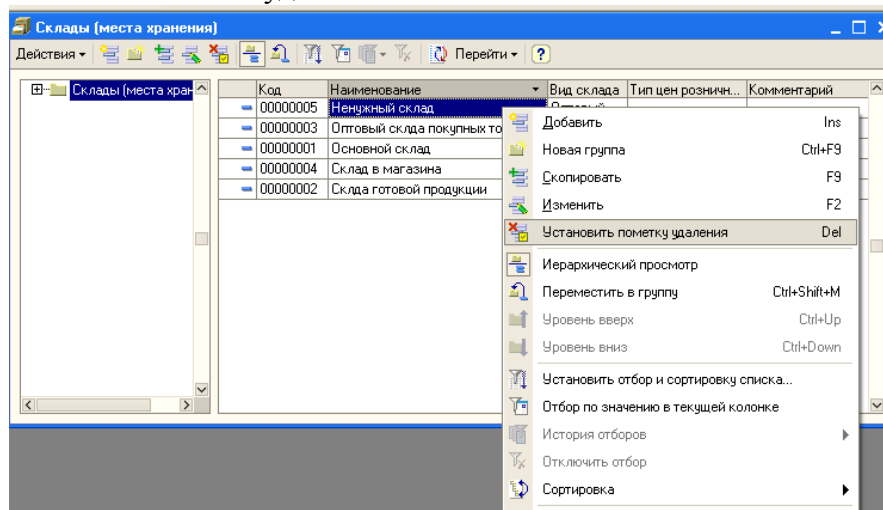 Склады (места хранения)
Действия Перейти ?
Склады (места хран
Код Наименование Вид склада Тип цен розничн... Комментарий
00000005 Ненужный склад Оптовый
00000003 Оптовый склда покупных то
00000001 Основной склад
00000004 Склад в магазина
00000002 Склда готовой продукции
Добавить Ins
Новая группа Ctrl+F9
Скопировать F9
Изменить F2
Установить пометку удаления Del
Иерархический просмотр
Переместить в группу Ctrl+Shift+M
Уровень вверх Ctrl+Up
Уровень вниз Ctrl+Down
Установить отбор и сортировку списка...
Отбор по значению в текущей колонке
История отборов
Отключить отбор
Сортировка